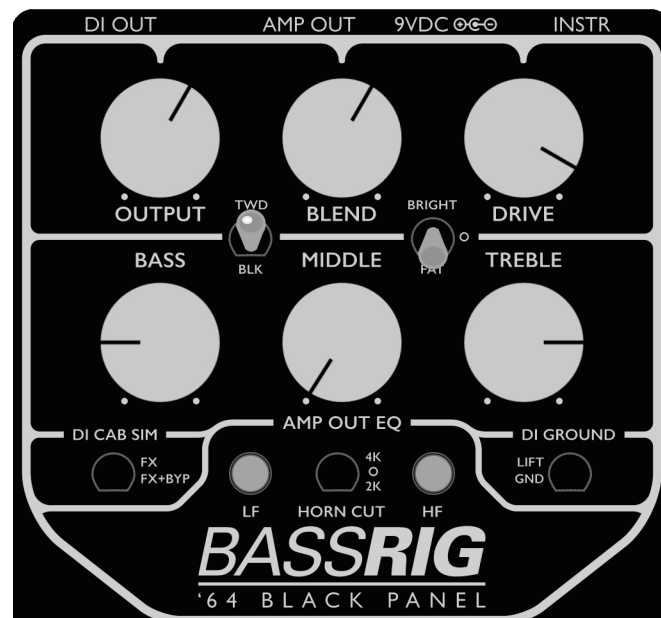 DI OUT AMP OUT 9VDC INSTR
TWD BRIGHT
OUTPUT BLEND DRIVE
BASS BLK MIDDLE FAT TREBLE
DI CAB SIM AMP OUT EQ DI GROUND
FX 4K LIFT
FX+BYP 2K GND
LF HORN CUT HF
BASSRIG
'64 BLACK PANEL